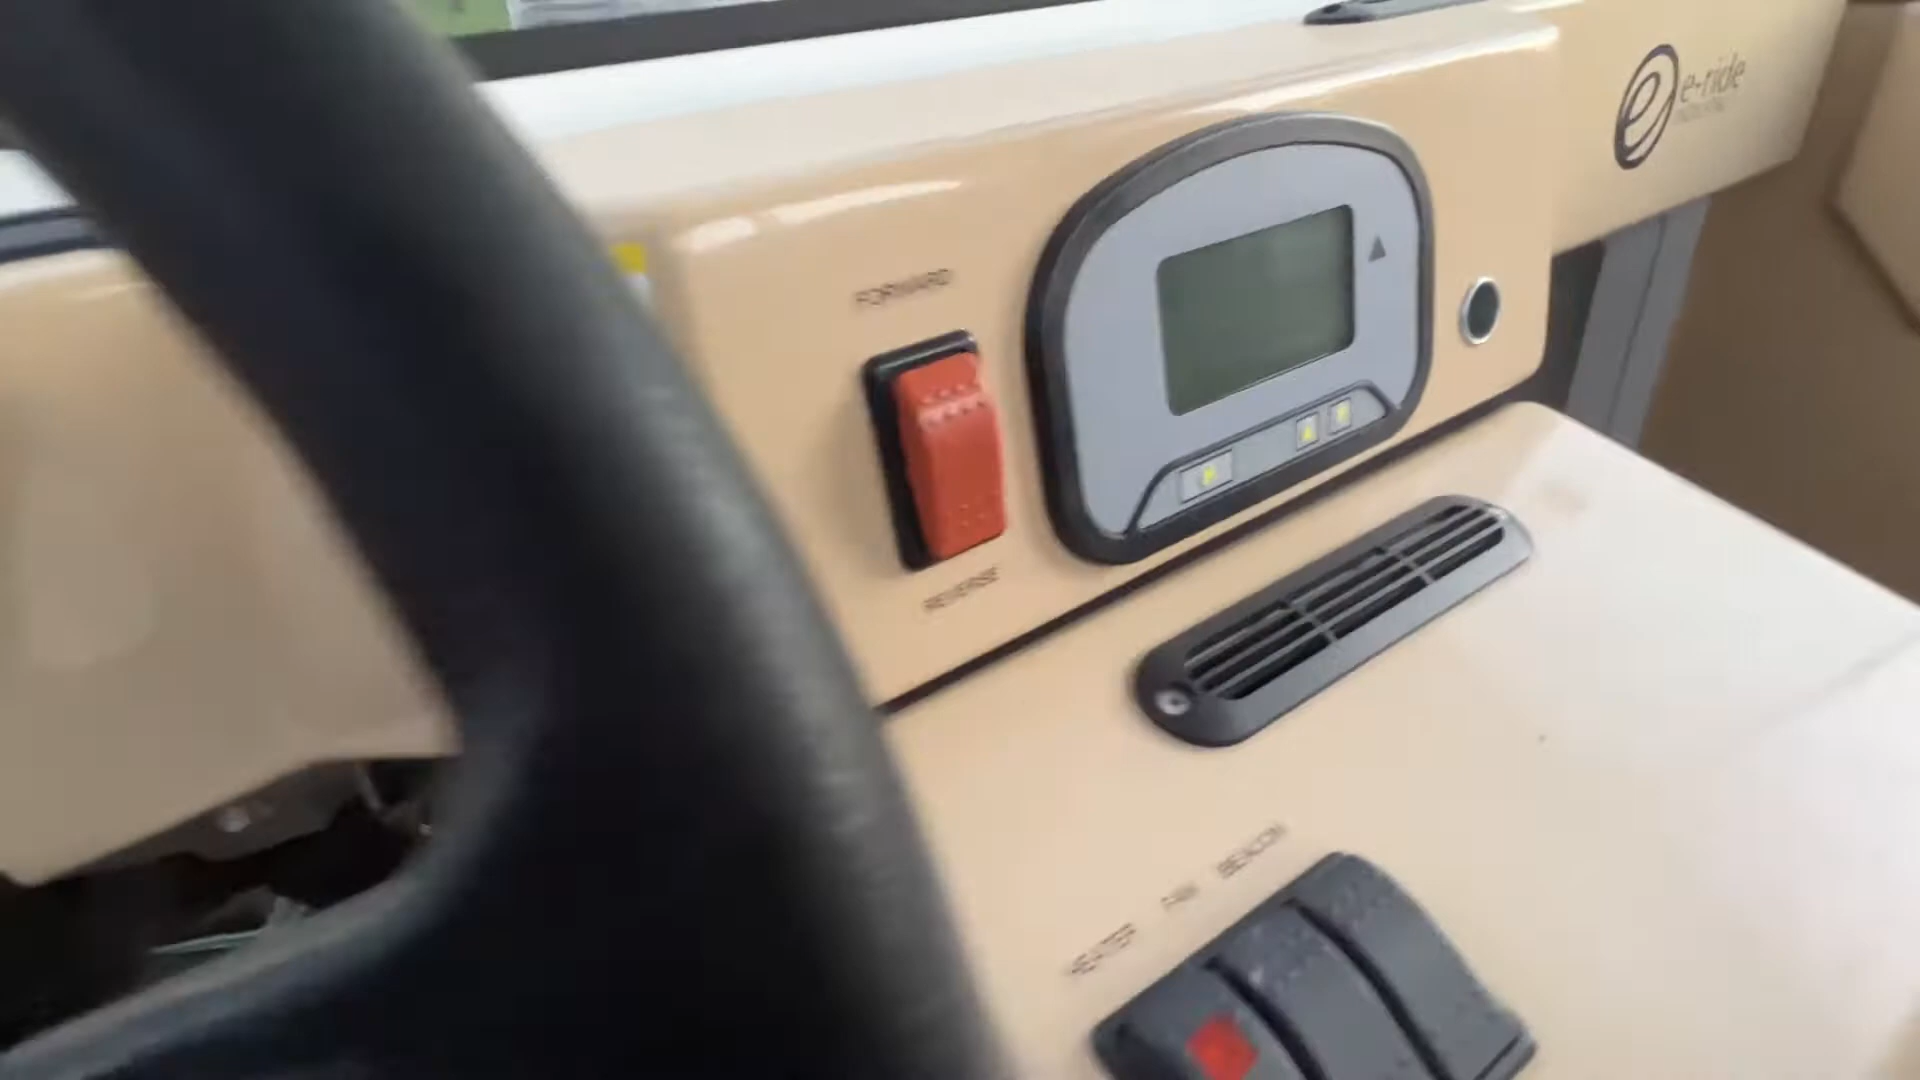 e-ride
FORWARD
REVERSE
BEACON
FAN
HEATER